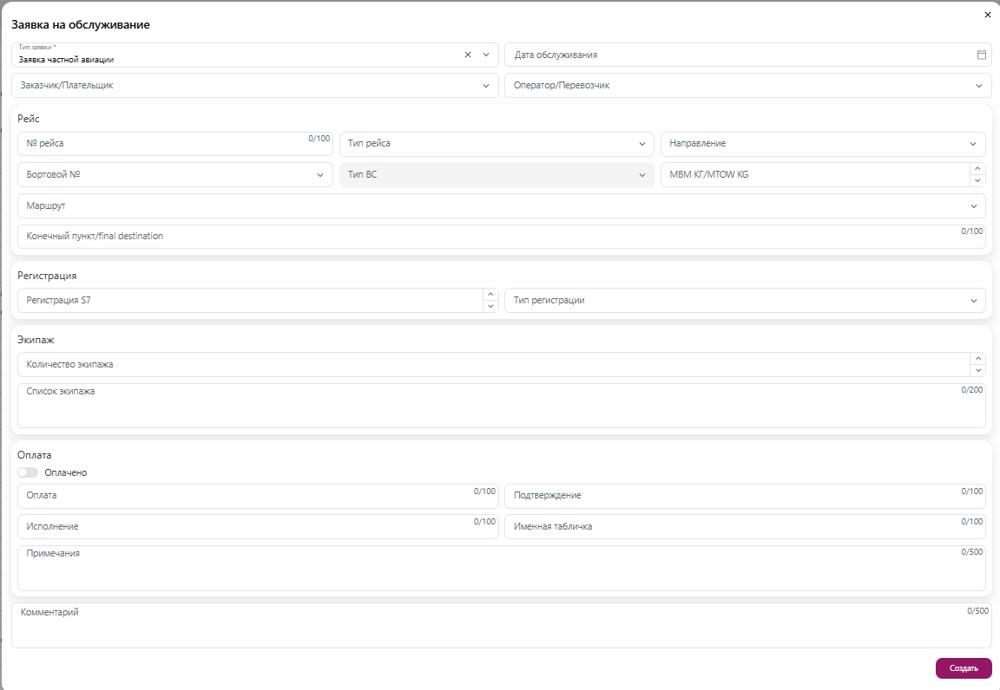 Заявка на обслуживание
Тип заявки *
Заявка частной авиации
Дата обслуживания
Заказчик/Плательщик
Оператор/Перевозчик
Рейс
№ рейса 0/100
Тип рейса
Направление
Бортовой №
Тип ВС
МВМ КГ/MTOW KG
Маршрут
Конечный пункт/final destination 0/100
Регистрация
Регистрация S7
Тип регистрации
Экипаж
Количество экипажа
Список экипажа 0/200
Оплата
Оплачено
Оплата 0/100
Подтверждение 0/100
Исполнение 0/100
Именная табличка 0/100
Примечания 0/500
Комментарий 0/500
Создать